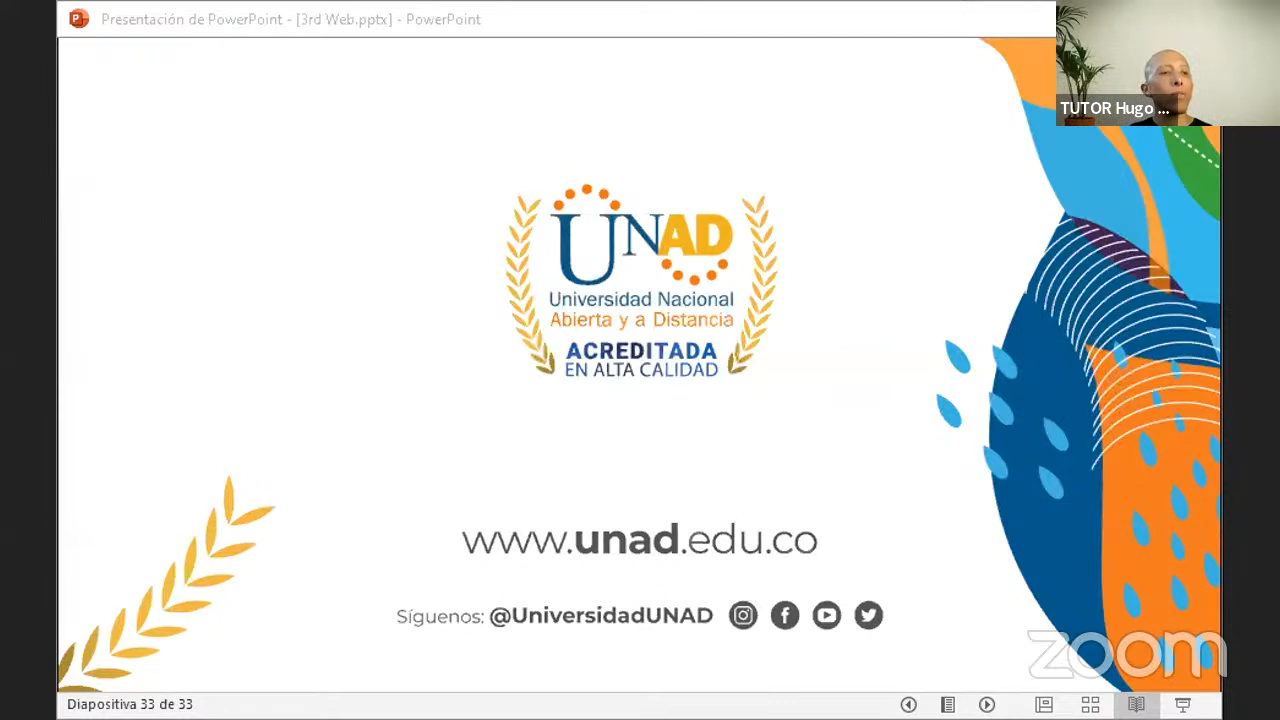 Presentación de PowerPoint - [3rd Web.pptx] - PowerPoint
TUTOR Hugo ...
UNAD
Universidad Nacional
Abierta y a Distancia
ACREDITADA
EN ALTA CALIDAD
www.unad.edu.co
Síguenos: @UniversidadUNAD
zoom
Diapositiva 33 de 33